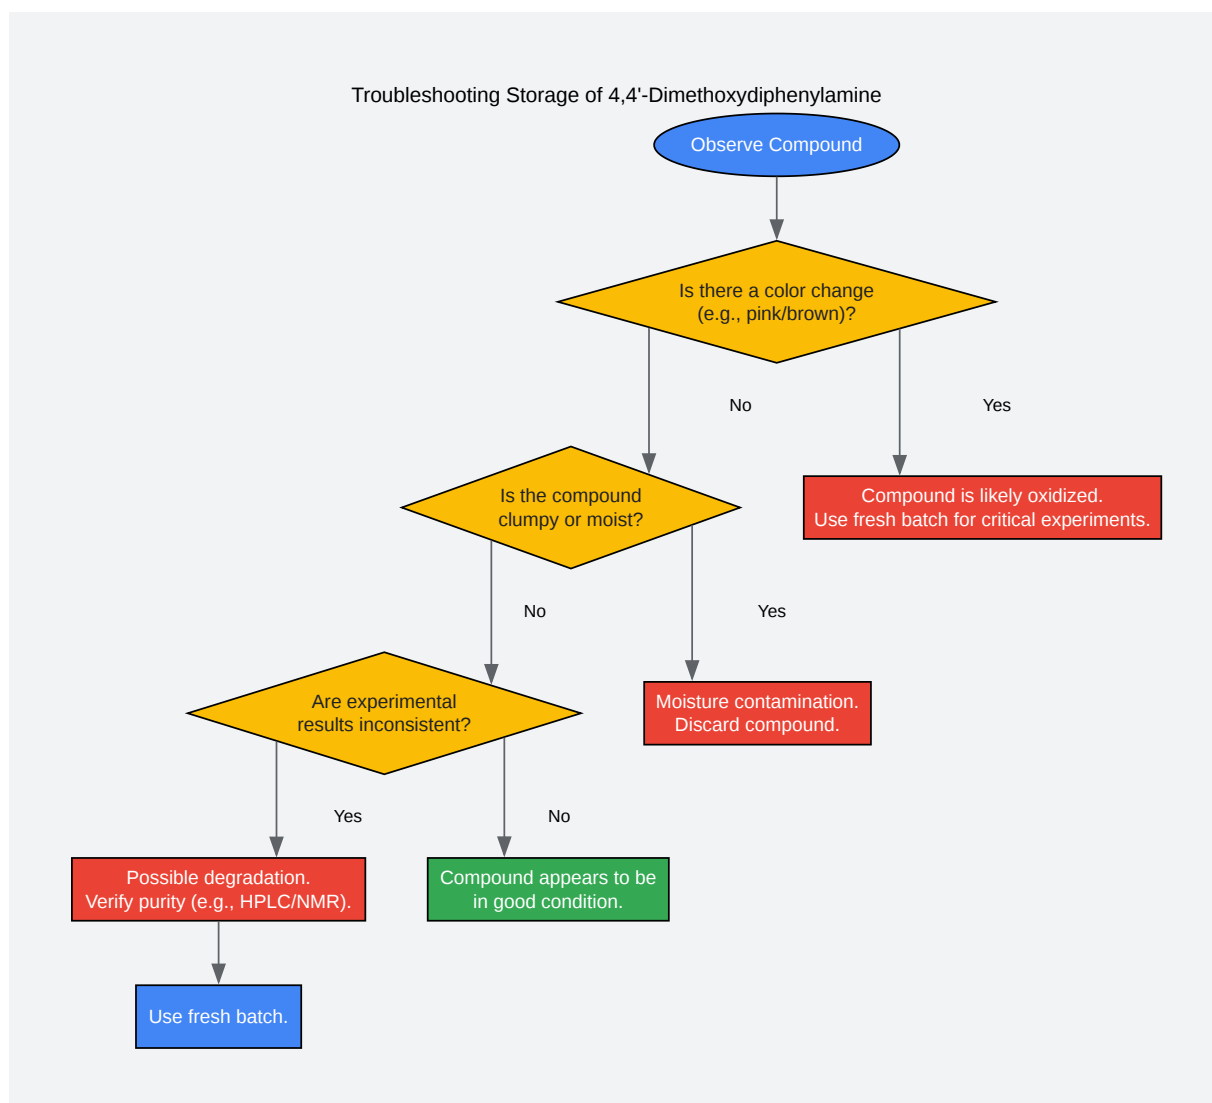 Troubleshooting Storage of 4,4'-Dimethoxydiphenylamine
Observe Compound
Is there a color change
(e.g., pink/brown)?
No
Yes
Is the compound
clumpy or moist?
Compound is likely oxidized.
Use fresh batch for critical experiments.
No
Yes
Are experimental
results inconsistent?
Moisture contamination.
Discard compound.
Yes
No
Possible degradation.
Verify purity (e.g., HPLC/NMR).
Compound appears to be
in good condition.
Use fresh batch.